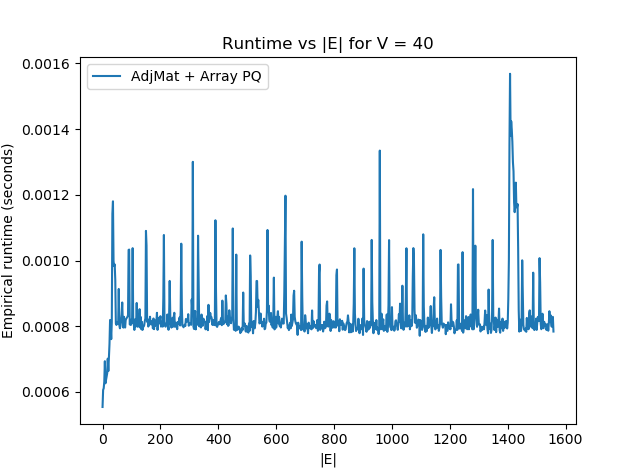 Runtime vs |E| for V = 40
AdjMat + Array PQ
Empirical runtime (seconds)
0.0016
0.0014
0.0012
0.0010
0.0008
0.0006
0 200 400 600 800 1000 1200 1400 1600
|E|